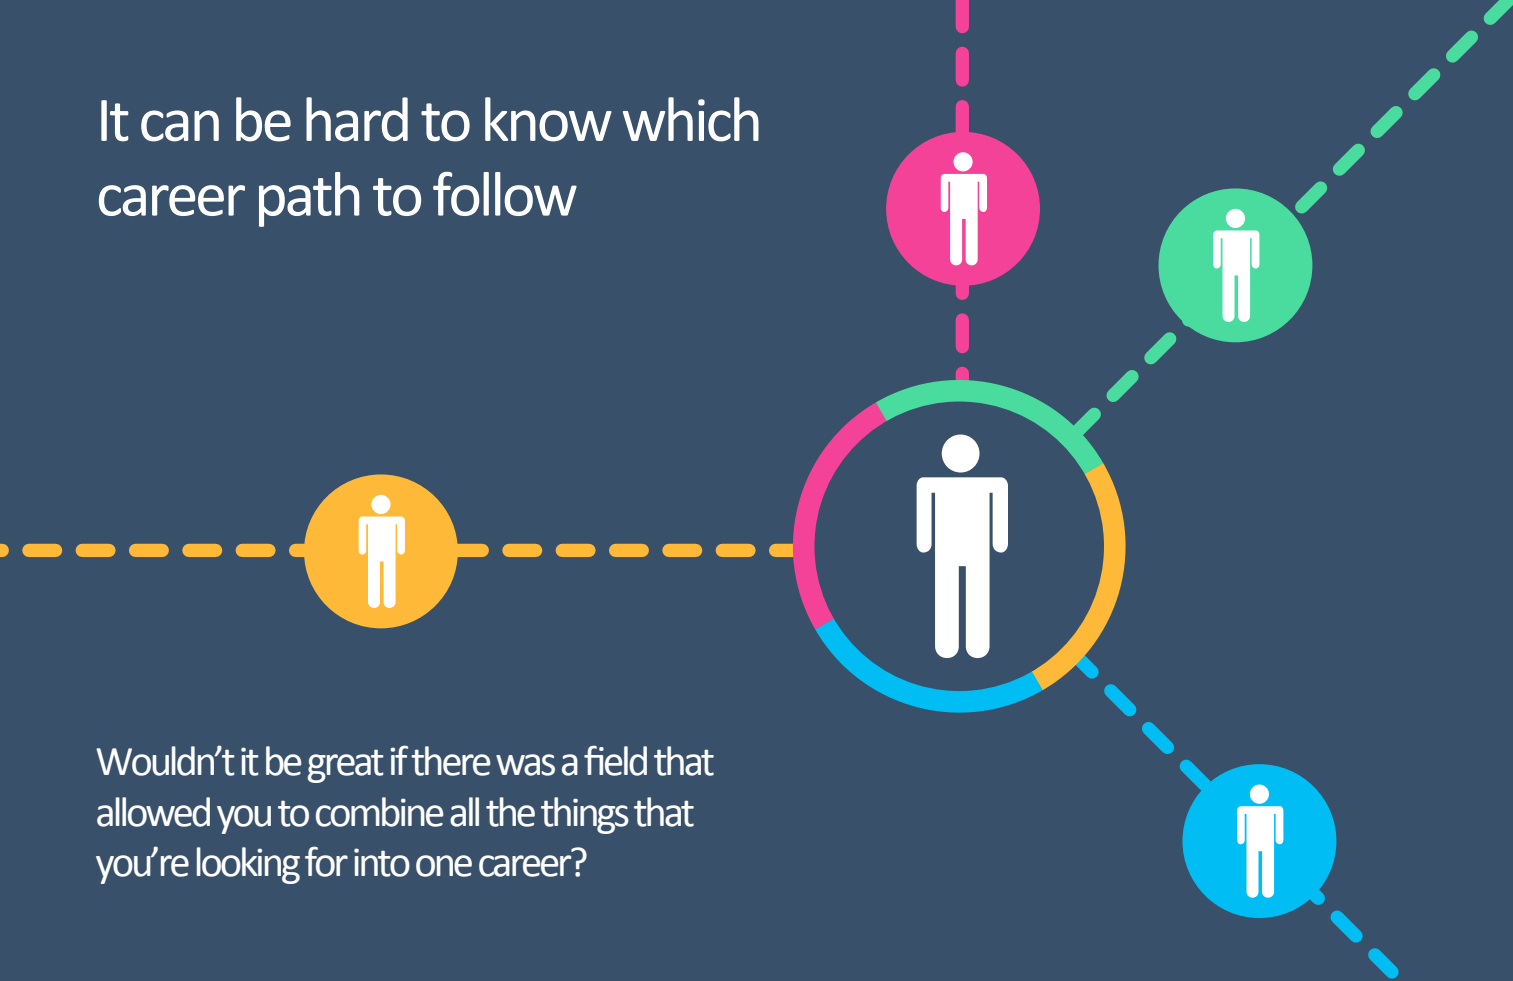 It can be hard to know which
career path to follow
Wouldn’t it be great if there was a field that
allowed you to combine all the things that
you’re looking for into one career?